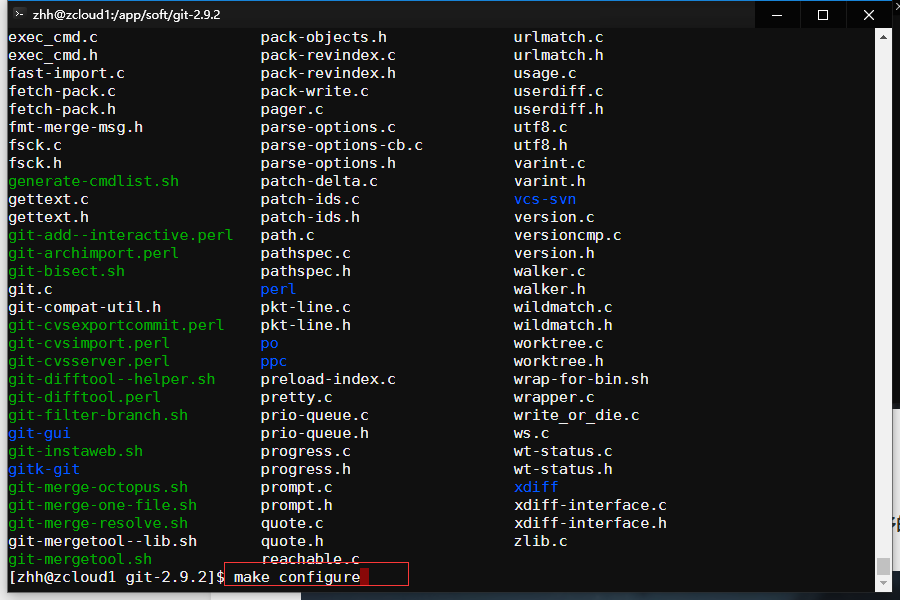 zhh@zcloud1:/app/soft/git-2.9.2
exec_cmd.c pack-objects.h urlmatch.c
exec_cmd.h pack-revindex.c urlmatch.h
fast-import.c pack-revindex.h usage.c
fetch-pack.c pack-write.c userdiff.c
fetch-pack.h pager.c userdiff.h
fmt-merge-msg.h parse-options.c utf8.c
fsck.c parse-options-cb.c utf8.h
fsck.h parse-options.h varint.c
generate-cmdlist.sh patch-delta.c varint.h
gettext.c patch-ids.c vcs-svn
gettext.h patch-ids.h version.c
git-add--interactive.perl path.c versioncmp.c
git-archimport.perl pathspec.c version.h
git-bisect.sh pathspec.h walker.c
git.c perl walker.h
git-compat-util.h pkt-line.c wildmatch.c
git-cvsexportcommit.perl pkt-line.h wildmatch.h
git-cvsimport.perl po worktree.c
git-cvsserver.perl ppc worktree.h
git-difftool--helper.sh preload-index.c wrap-for-bin.sh
git-difftool.perl pretty.c wrapper.c
git-filter-branch.sh prio-queue.c write_or_die.c
git-gui prio-queue.h ws.c
git-instaweb.sh progress.c wt-status.c
gitk-git progress.h wt-status.h
git-merge-octopus.sh prompt.c xdiff
git-merge-one-file.sh prompt.h xdiff-interface.c
git-merge-resolve.sh quote.c xdiff-interface.h
git-mergetool--lib.sh quote.h zlib.c
git-mergetool.sh reachable.c
[zhh@zcloud1 git-2.9.2]$ make configure